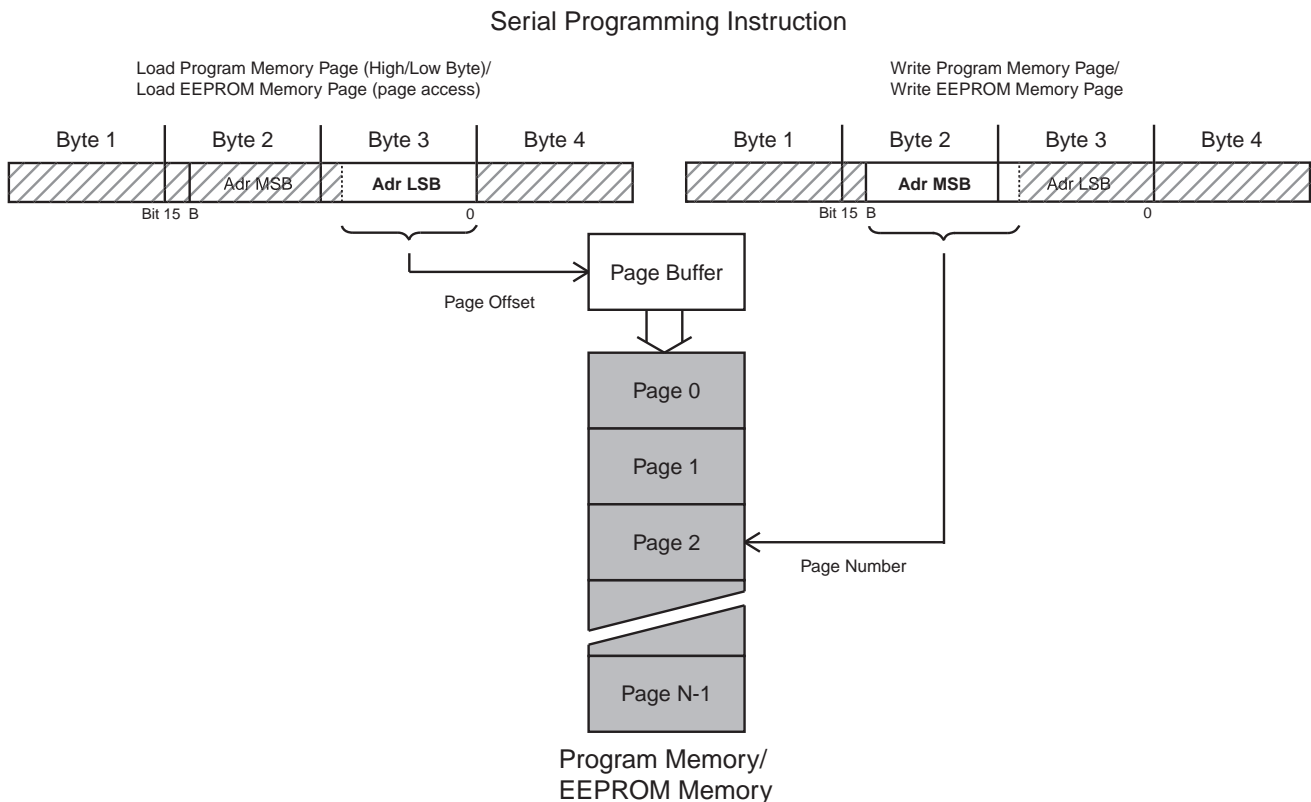 Serial Programming Instruction
Load Program Memory Page (High/Low Byte)/
Load EEPROM Memory Page (page access)
Byte 1
Byte 2
Byte 3
Byte 4
Adr MSB
Adr LSB
Bit 15 B
0
Write Program Memory Page/
Write EEPROM Memory Page
Byte 1
Byte 2
Byte 3
Byte 4
Adr MSB
Adr LSB
Bit 15 B
0
Page Offset
Page Buffer
Page 0
Page 1
Page 2
Page Number
Page N-1
Program Memory/
EEPROM Memory